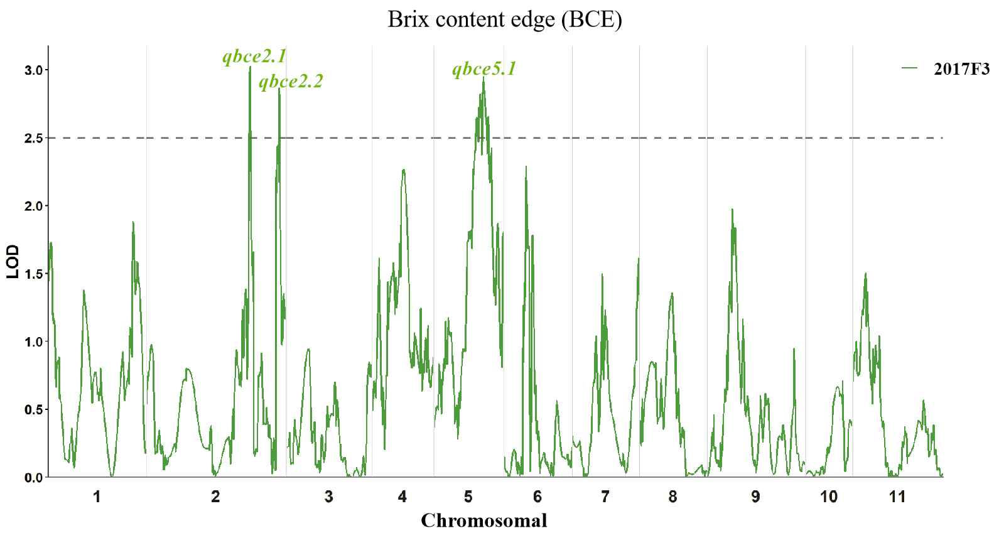 Brix content edge (BCE)
qbce2.1
qbce2.2
qbce5.1
2017F3
3.0
2.5
2.0
1.5
1.0
0.5
0.0
LOD
1 2 3 4 5 6 7 8 9 10 11
Chromosomal